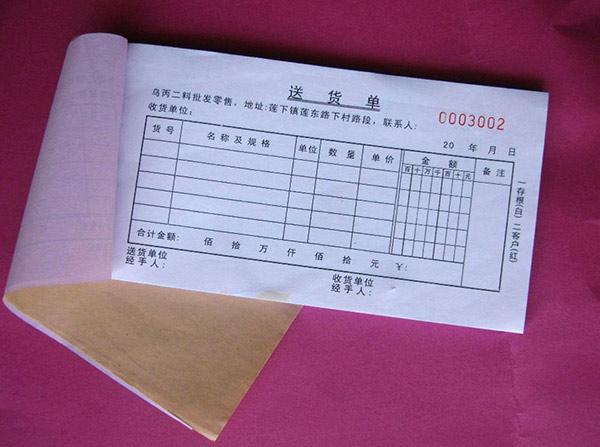 送货单
乌丙二料批发零售，地址:莲下镇莲东路下村路段，联系人:
0003002
收货单位:
20 年 月 日
货号 名称及规格 单位 数量 单价 金额 备注
百十万千百十元
合计金额: 佰 拾 万 仟 佰 拾 元 ¥:
送货单位
经手人:
收货单位
经手人:
一存根(白)二客户(红)